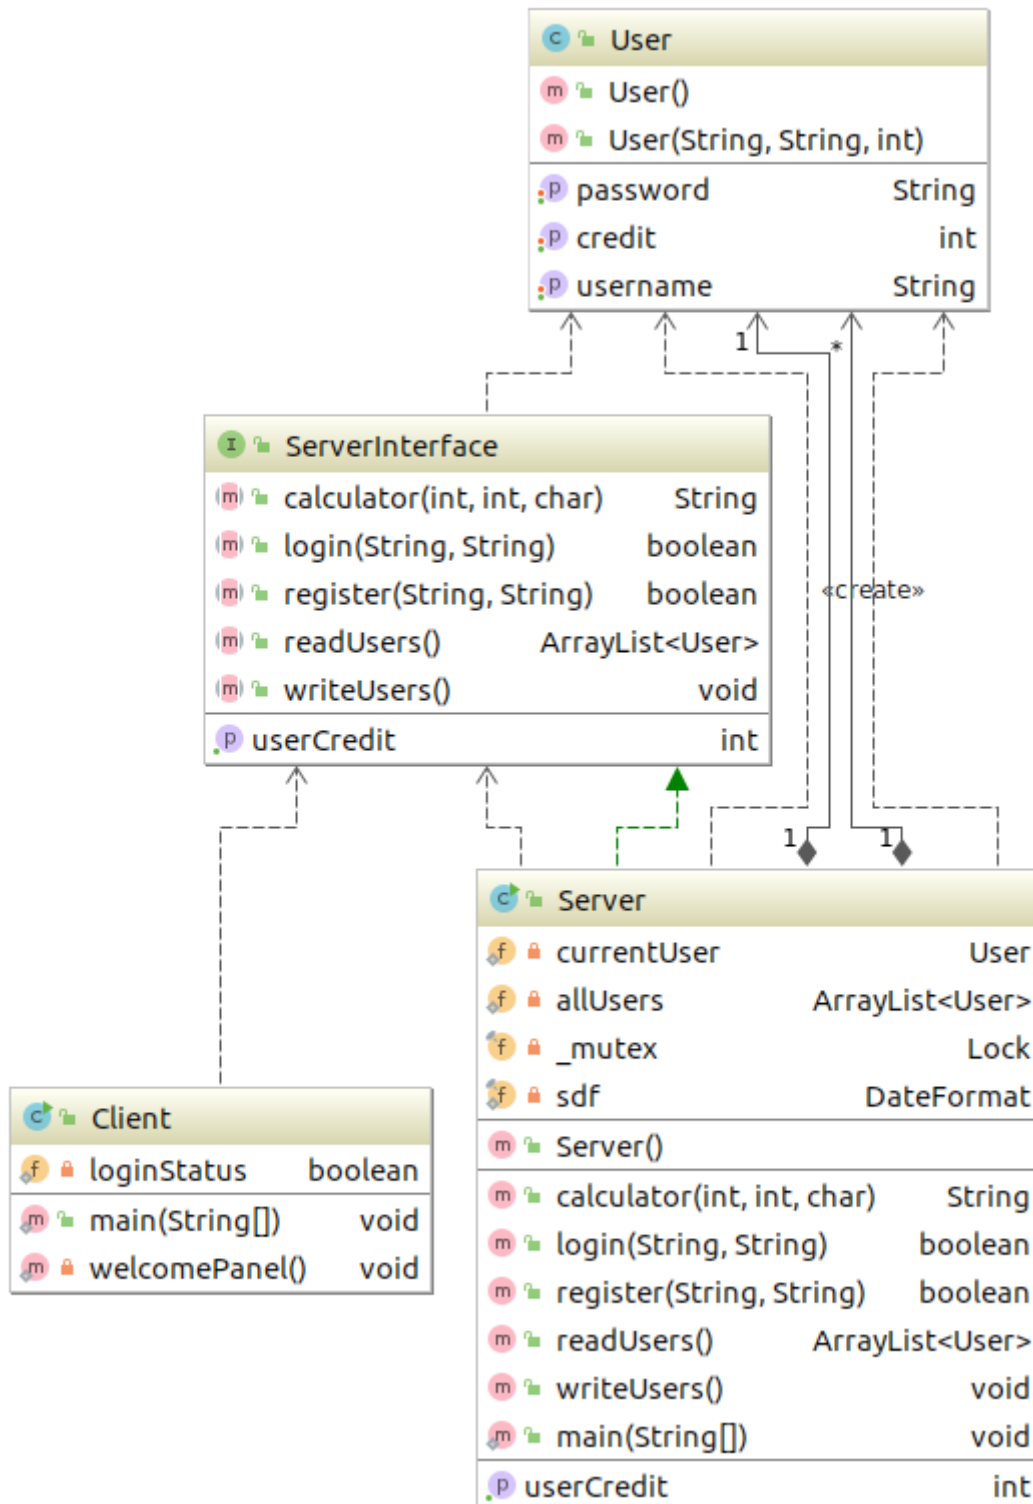 User
User()
User(String, String, int)
password String
credit int
username String
1 *
ServerInterface
calculator(int, int, char) String
login(String, String) boolean
register(String, String) boolean
readUsers() ArrayList<User>
writeUsers() void
userCredit int
«create»
1 1
Server
currentUser User
allUsers ArrayList<User>
_mutex Lock
sdf DateFormat
Server()
calculator(int, int, char) String
login(String, String) boolean
register(String, String) boolean
readUsers() ArrayList<User>
writeUsers() void
main(String[]) void
userCredit int
Client
loginStatus boolean
main(String[]) void
welcomePanel() void